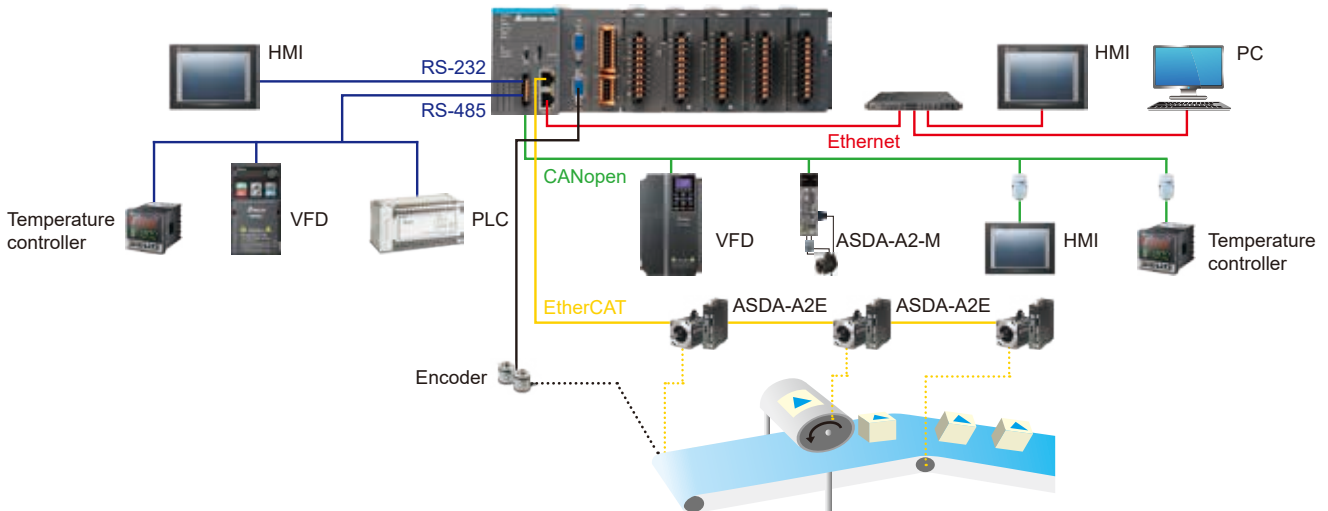 HMI
RS-232
RS-485
HMI
PC
Ethernet
CANopen
Temperature
controller
VFD
PLC
VFD
ASDA-A2-M
HMI
Temperature
controller
EtherCAT
ASDA-A2E
ASDA-A2E
Encoder